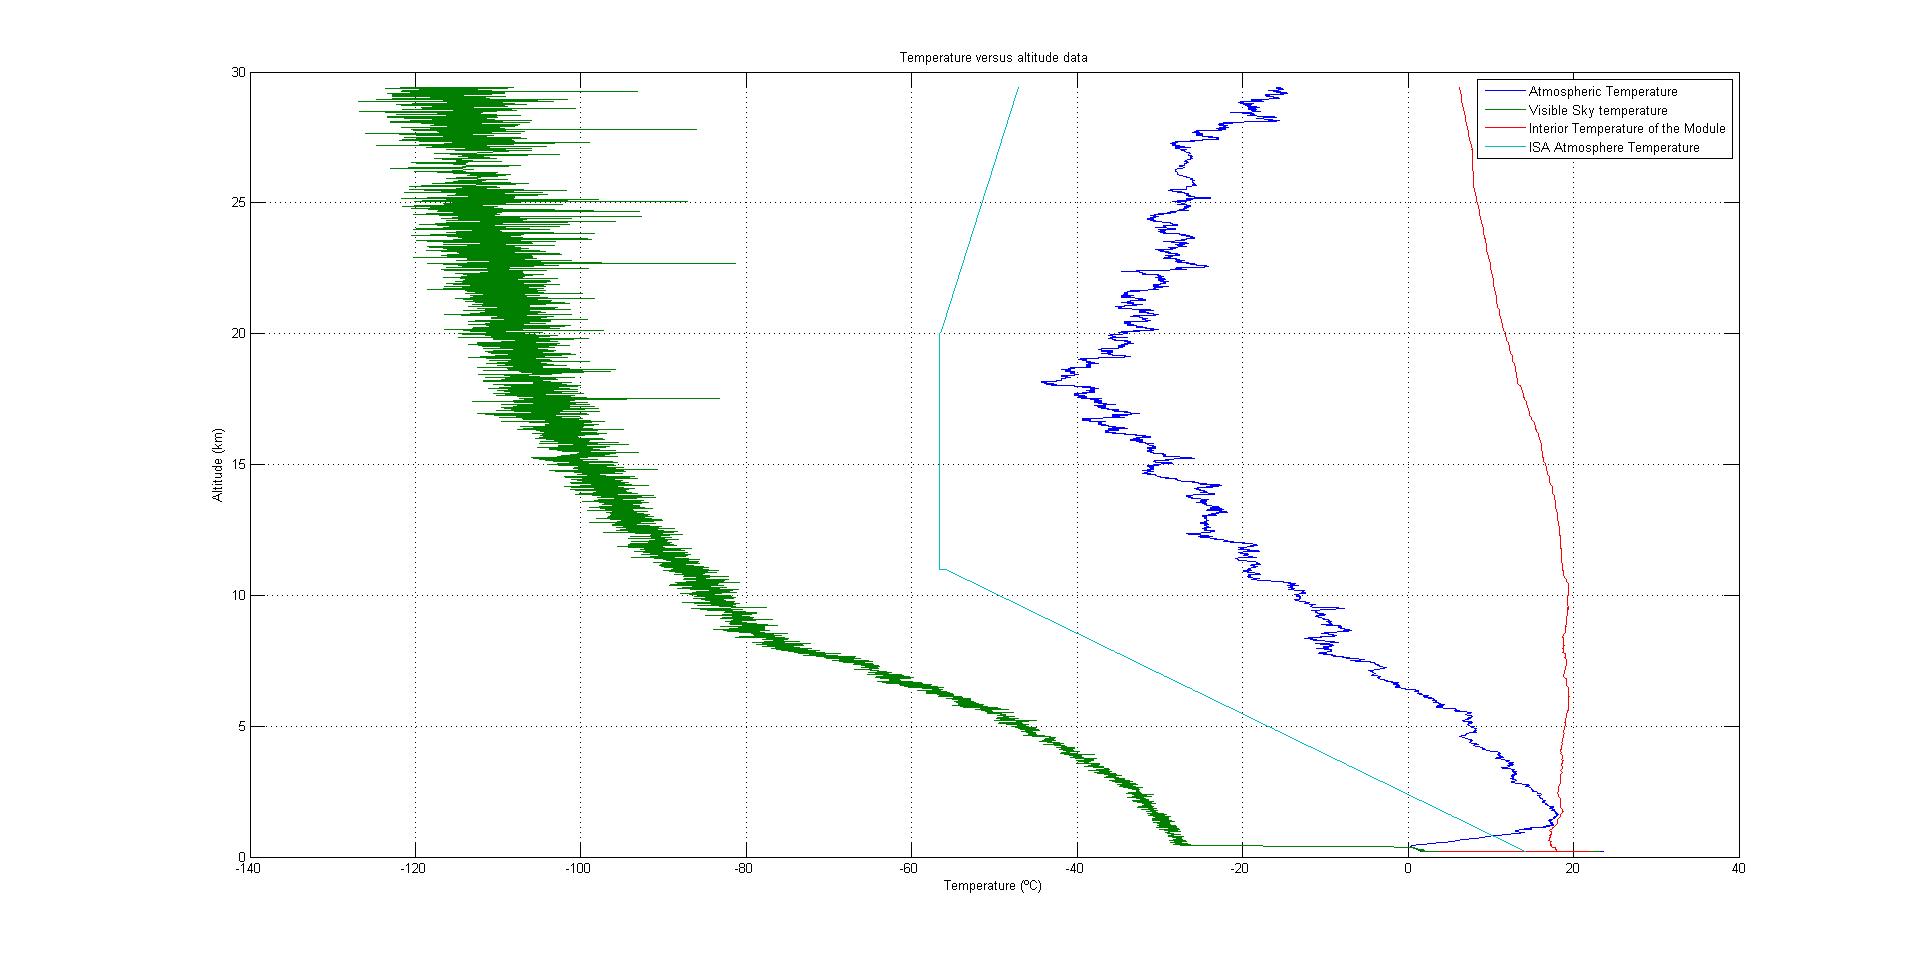 Temperature versus altitude data
Atmospheric Temperature
Visible Sky temperature
Interior Temperature of the Module
ISA Atmosphere Temperature
30
25
20
15
10
5
0
Altitude (km)
-140 -120 -100 -80 -60 -40 -20 0 20 40
Temperature (ºC)